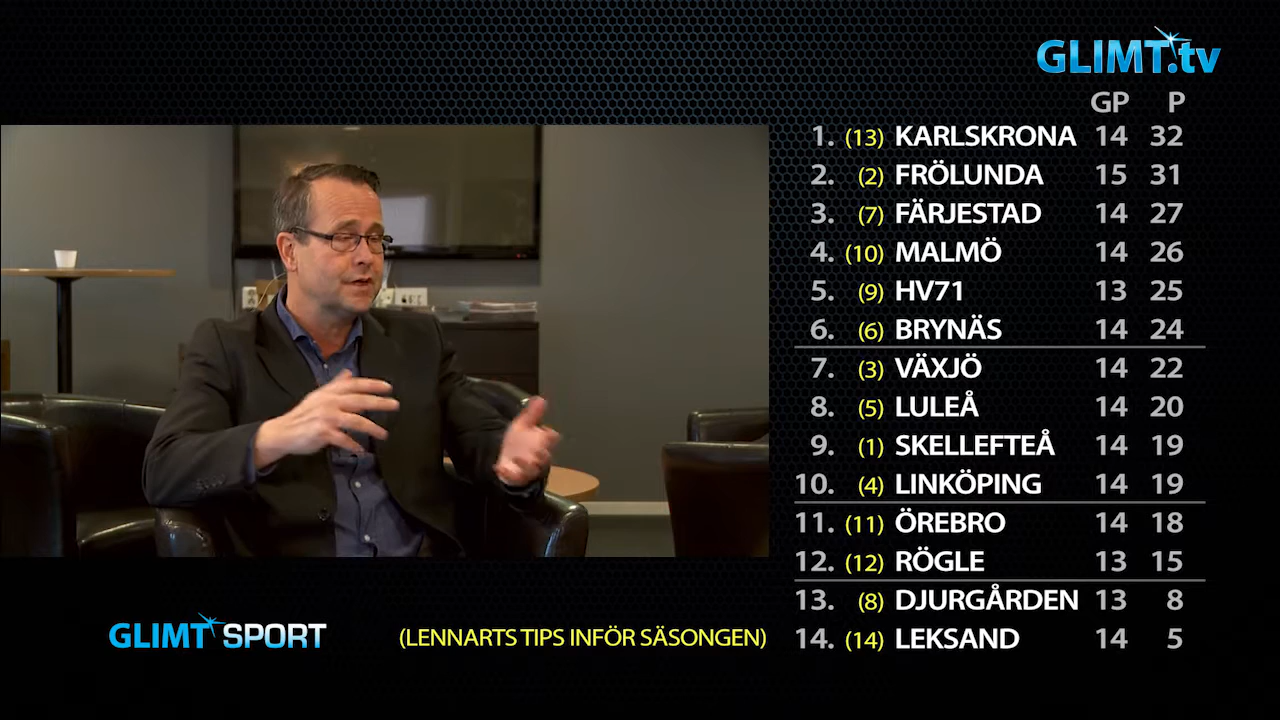 GLIMT.tv
GP P
1. (13) KARLSKRONA 14 32
2. (2) FRÖLUNDA 15 31
3. (7) FÄRJESTAD 14 27
4. (10) MALMÖ 14 26
5. (9) HV71 13 25
6. (6) BRYNÄS 14 24
7. (3) VÄXJÖ 14 22
8. (5) LULEÅ 14 20
9. (1) SKELLEFTEÅ 14 19
10. (4) LINKÖPING 14 19
11. (11) ÖREBRO 14 18
12. (12) RÖGLE 13 15
13. (8) DJURGÅRDEN 13 8
14. (14) LEKSAND 14 5
GLIMT SPORT
(LENNARTS TIPS INFÖR SÄSONGEN)